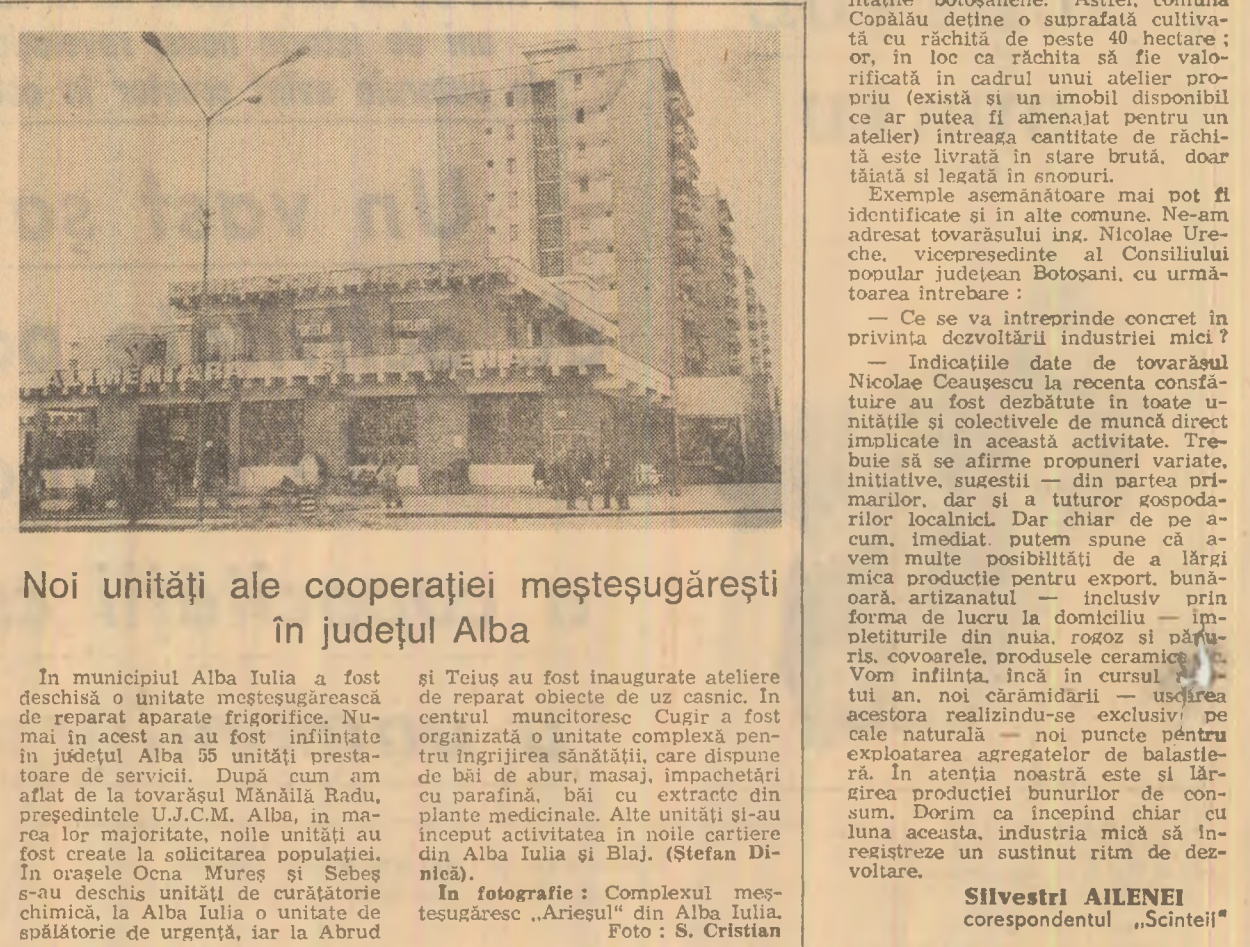 ALIMENTARA
Noi unități ale cooperației meșteșugărești
în județul Alba
În municipiul Alba Iulia a fost
deschisă o unitate meșteșugărească
de reparat aparate frigorifice. Nu-
mai în acest an au fost înființate
în județul Alba 55 unități presta-
toare de servicii. După cum am
aflat de la tovarășul Mănăilă Radu,
președintele U.J.C.M. Alba, in ma-
rea lor majoritate, noile unități au
fost create la solicitarea populației.
În orașele Ocna Mureș și Sebeș
s-au deschis unități de curățătorie
chimică, la Alba Iulia o unitate de
spălătorie de urgență, iar la Abrud
și Teiuș au fost inaugurate ateliere
de reparat obiecte de uz casnic. In
centrul muncitoresc Cugir a fost
organizată o unitate complexă pen-
tru îngrijirea sănătății, care dispune
de băi de abur, masaj, împachetări
cu parafină, băi cu extracte din
plante medicinale. Alte unități și-au
început activitatea in noile cartiere
din Alba Iulia și Blaj. (Ștefan Di-
nică).
In fotografie : Complexul meș-
teșugăresc „Arieșul“ din Alba Iulia.
Foto : S. Cristian
Copălău deține o suprafață cultiva-
tă cu răchită de peste 40 hectare ;
or, în loc ca răchita să fie valo-
rificată în cadrul unui atelier pro-
priu (există și un imobil disponibil
ce ar putea fi amenajat pentru un
atelier) întreaga cantitate de răchi-
tă este livrată în stare brută, doar
tăiată si legată în snopuri.
Exemple asemănătoare mai pot fi
identificate și in alte comune. Ne-am
adresat tovarăsului ing. Nicolae Ure-
che, vicepreședinte al Consiliului
popular județean Botoșani, cu urmă-
toarea întrebare :
— Ce se va întreprinde concret în
privința dezvoltării industriei mici ?
— Indicațiile date de tovarășul
Nicolae Ceaușescu la recenta consfă-
tuire au fost dezbătute în toate u-
nitățile și colectivele de muncă direct
implicate în această activitate. Tre-
buie să se afirme propuneri variate,
inițiative, sugestii — din partea pri-
marilor, dar și a tuturor gospoda-
rilor localnici. Dar chiar de pe a-
cum, imediat, putem spune că a-
vem multe posibilități de a lărgi
mica producție pentru export, bună-
oară, artizanatul — inclusiv prin
forma de lucru la domiciliu — îm-
pletiturile din nuia, rogoz si păpu-
riș, covoarele, produsele ceramice
Vom înființa, încă in cursul
tui an, noi cărămidării — uscarea
acestora realizindu-se exclusiv pe
cale naturală — noi puncte pentru
exploatarea agregatelor de balastie-
ră. În atenția noastră este și lăr-
girea producției bunurilor de con-
sum. Dorim ca începînd chiar cu
luna aceasta, industria mică să în-
registreze un susținut ritm de dez-
voltare.
Silvestri AILENEI
corespondentul „Scînteii“